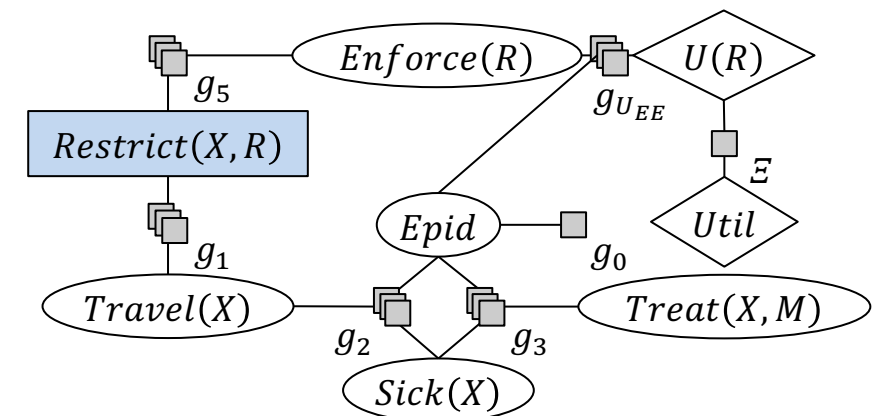 Enforce(R)
U(R)
g₅
g_{U_{EE}}
Restrict(X, R)
Ξ
Epid
Util
g₁
g₀
Travel(X)
Treat(X, M)
g₂
g₃
Sick(X)